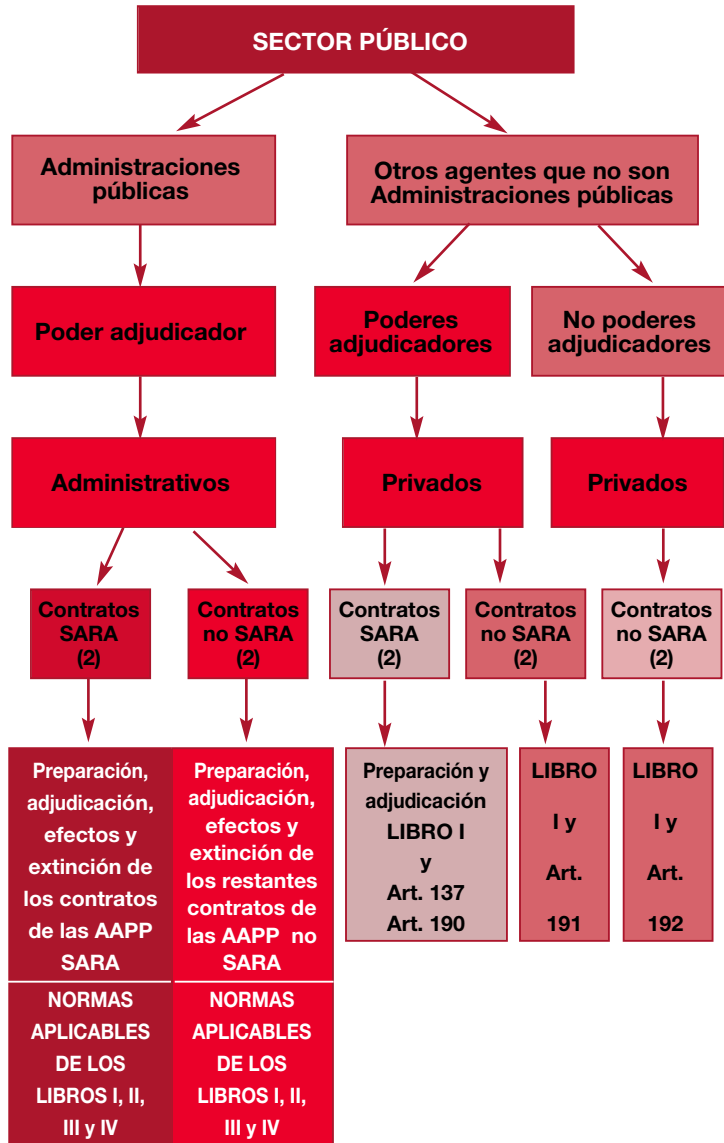 SECTOR PÚBLICO
Administraciones
públicas
Otros agentes que no son
Administraciones públicas
Poder adjudicador
Poderes
adjudicadores
No poderes
adjudicadores
Administrativos
Privados
Privados
Contratos
SARA
(2)
Contratos
no SARA
(2)
Contratos
SARA
(2)
Contratos
no SARA
(2)
Contratos
no SARA
(2)
Preparación,
adjudicación,
efectos y
extinción de
los contratos
de las AAPP
SARA
NORMAS
APLICABLES
DE LOS
LIBROS I, II,
III y IV
Preparación,
adjudicación,
efectos y
extinción de
los restantes
contratos de
las AAPP no
SARA
NORMAS
APLICABLES
DE LOS
LIBROS I, II,
III y IV
Preparación y
adjudicación
LIBRO I
y
Art. 137
Art. 190
LIBRO
I y
Art.
191
LIBRO
I y
Art.
192